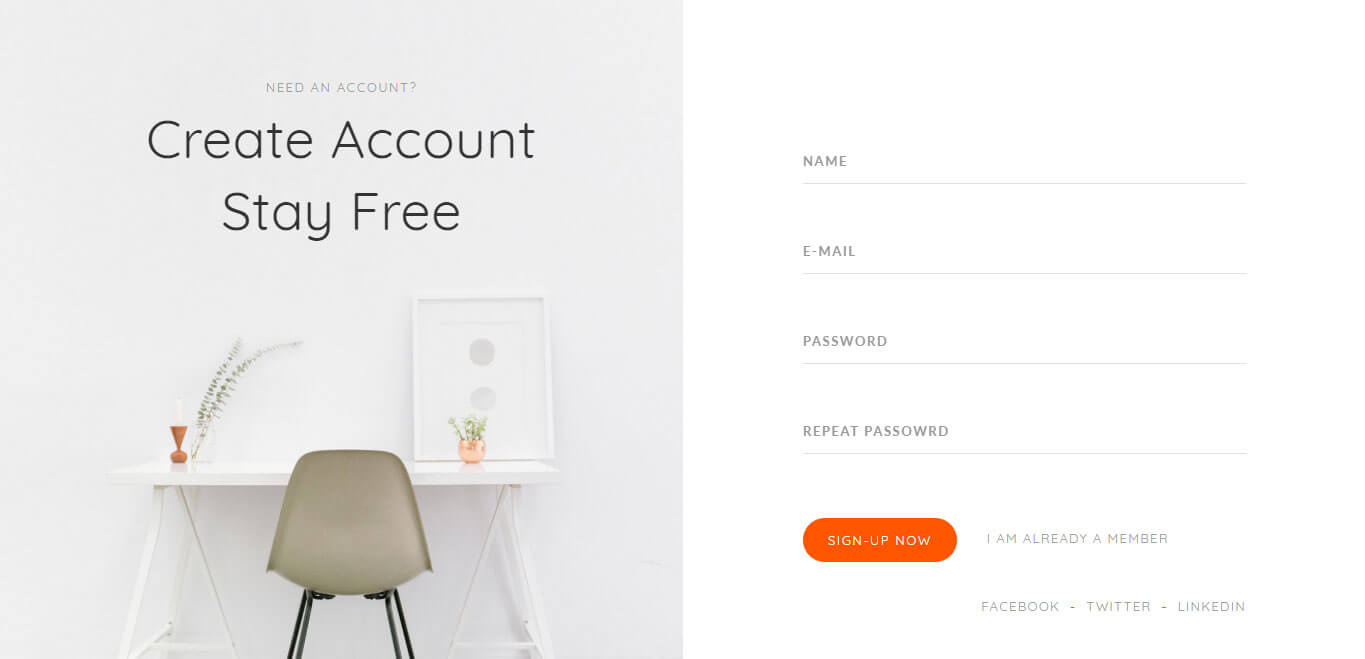 NEED AN ACCOUNT?
Create Account
Stay Free
NAME
E-MAIL
PASSWORD
REPEAT PASSOWRD
SIGN-UP NOW
I AM ALREADY A MEMBER
FACEBOOK - TWITTER - LINKEDIN